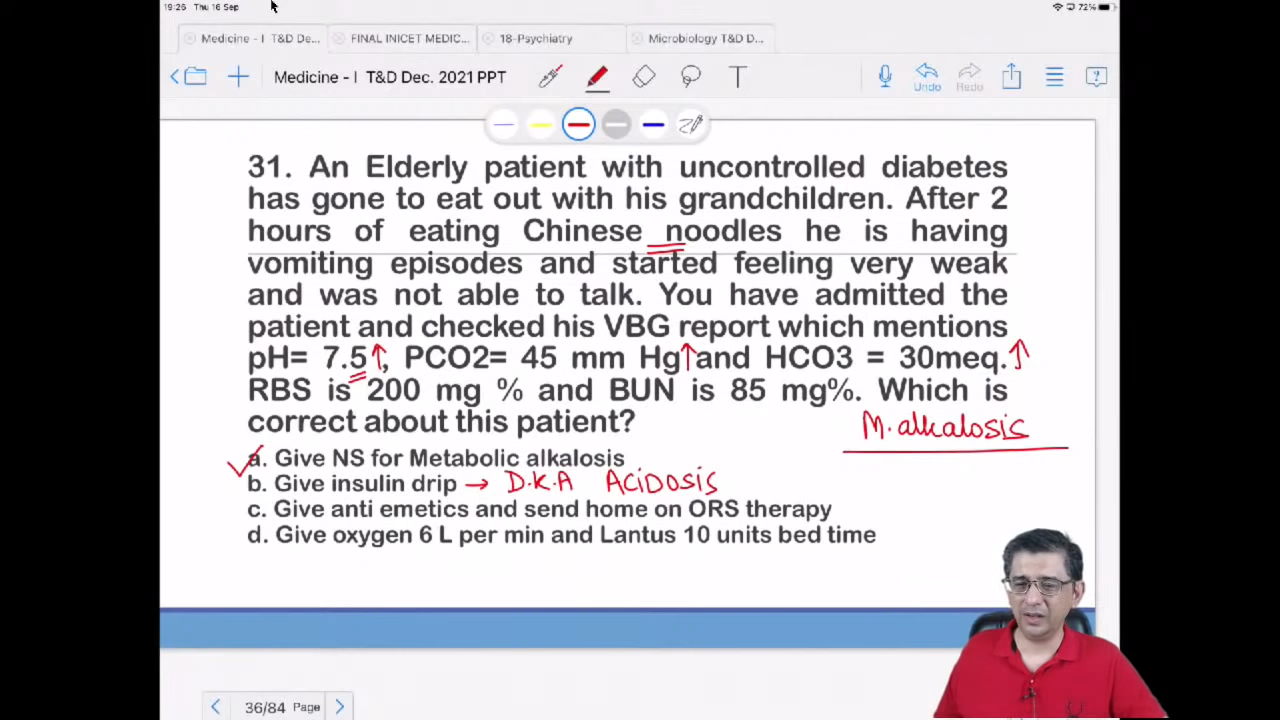 19:26 Thu 16 Sep
72%
Medicine - I T&D De...
FINAL INICET MEDIC...
18-Psychiatry
Microbiology T&D D...
Medicine - I T&D Dec. 2021 PPT
T
Undo
Redo
31. An Elderly patient with uncontrolled diabetes
has gone to eat out with his grandchildren. After 2
hours of eating Chinese noodles he is having
vomiting episodes and started feeling very weak
and was not able to talk. You have admitted the
patient and checked his VBG report which mentions
pH= 7.5↑, PCO2= 45 mm Hg↑and HCO3 = 30meq.↑
RBS is 200 mg % and BUN is 85 mg%. Which is
correct about this patient?
M. alkalosis
✓a. Give NS for Metabolic alkalosis
b. Give insulin drip → D.K.A Acidosis
c. Give anti emetics and send home on ORS therapy
d. Give oxygen 6 L per min and Lantus 10 units bed time
36/84 Page